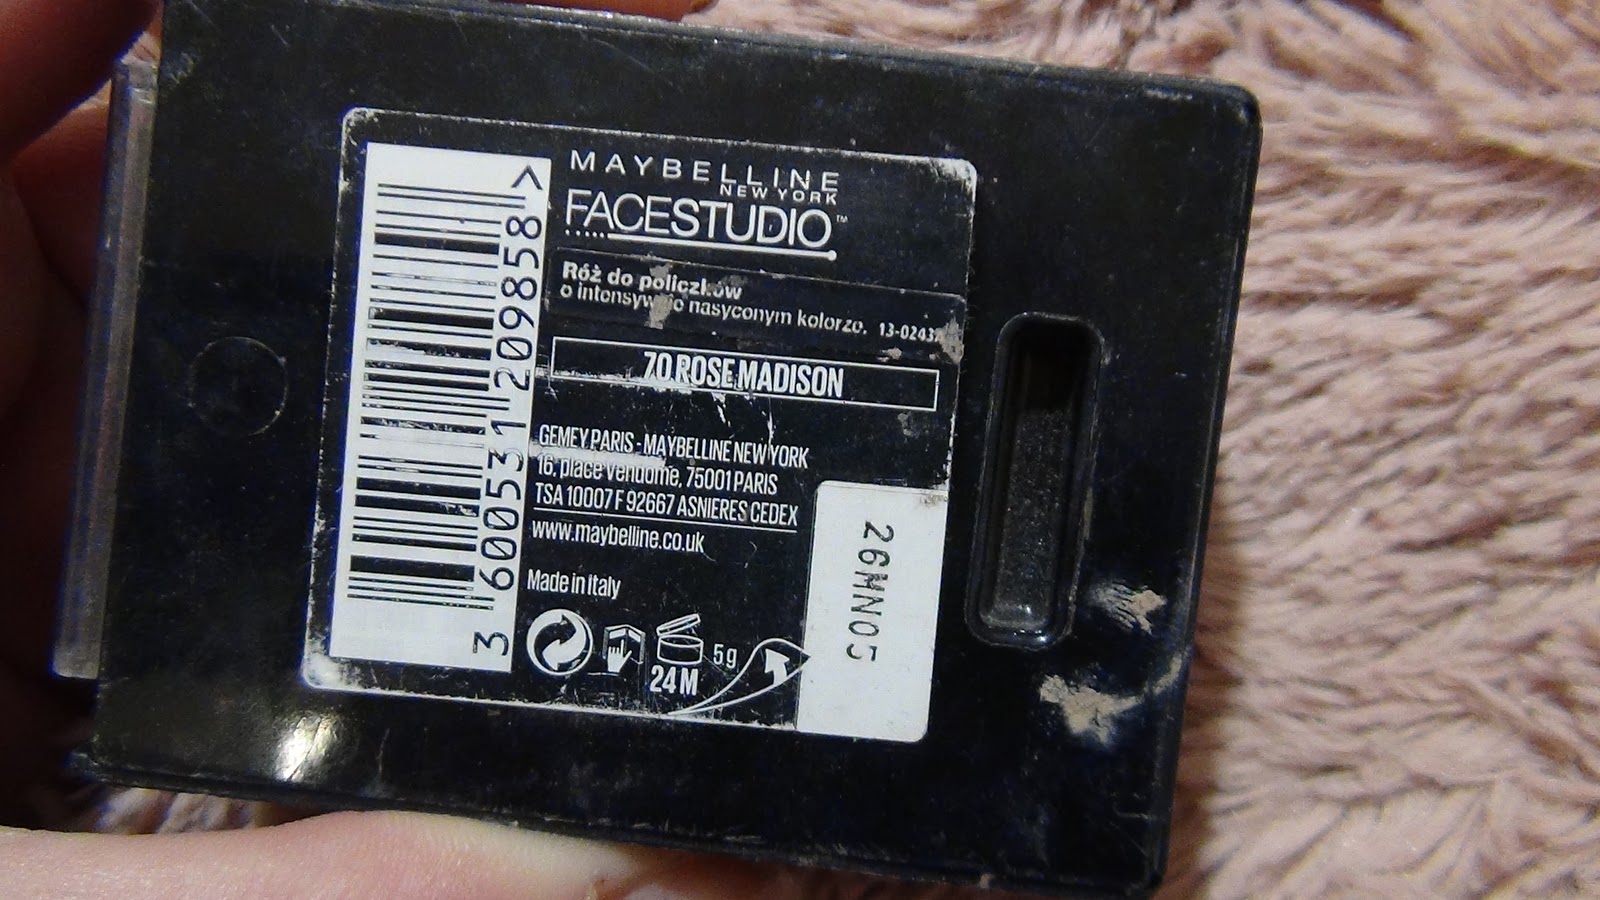 MAYBELLINE
NEW YORK
FACESTUDIO™
Róż do policzków
o intensywnie nasyconym kolorze. 13-0243
70 ROSE MADISON
GEMEY PARIS - MAYBELLINE NEW YORK
16, place Vendome, 75001 PARIS
TSA 10007 F 92667 ASNIERES CEDEX
www.maybelline.co.uk
Made in Italy
5g
24 M
26MN05
3 600531 209858 >